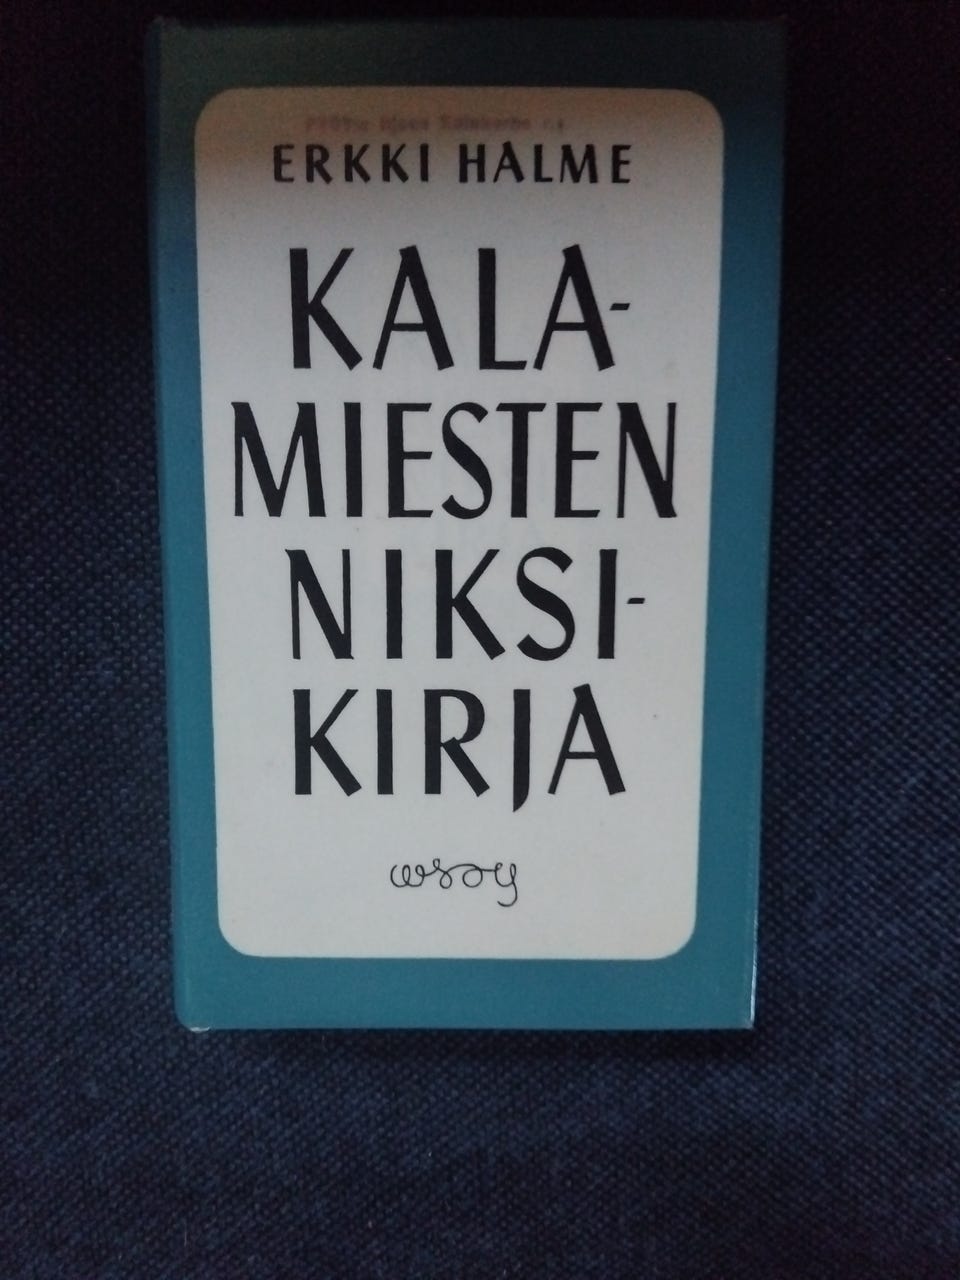 ERKKI HALME
KALA-
MIESTEN
NIKSI-
KIRJA
wsoy